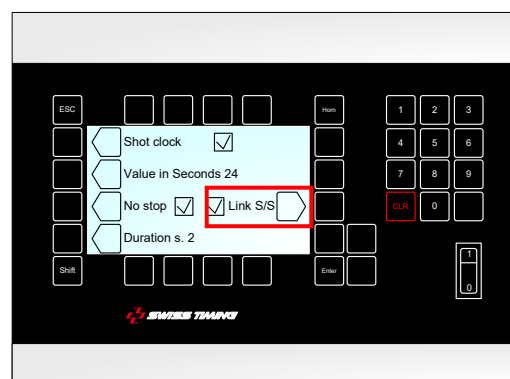 ESC
Horn
1 2 3
Shot clock
4 5 6
Value in Seconds 24
7 8 9
No stop Link S/S
CLR 0
Duration s. 2
Shift
Enter
1
0
SWISS TIMING